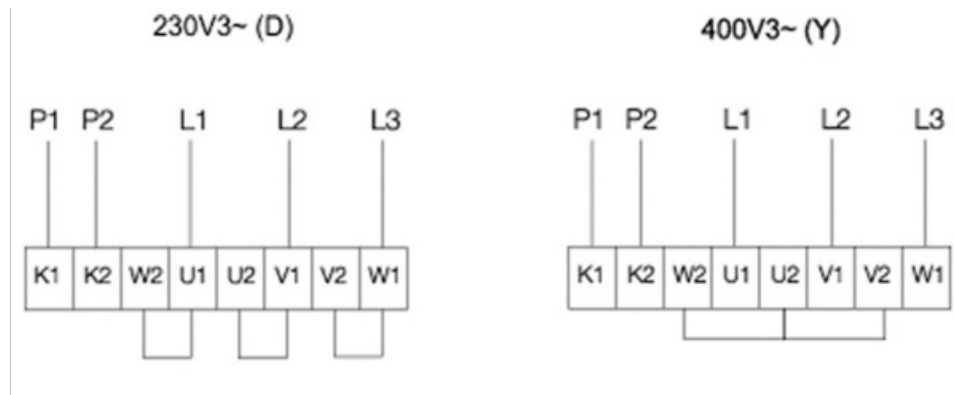 230V3~ (D)
400V3~ (Y)
P1 P2 L1 L2 L3
P1 P2 L1 L2 L3
K1 K2 W2 U1 U2 V1 V2 W1
K1 K2 W2 U1 U2 V1 V2 W1